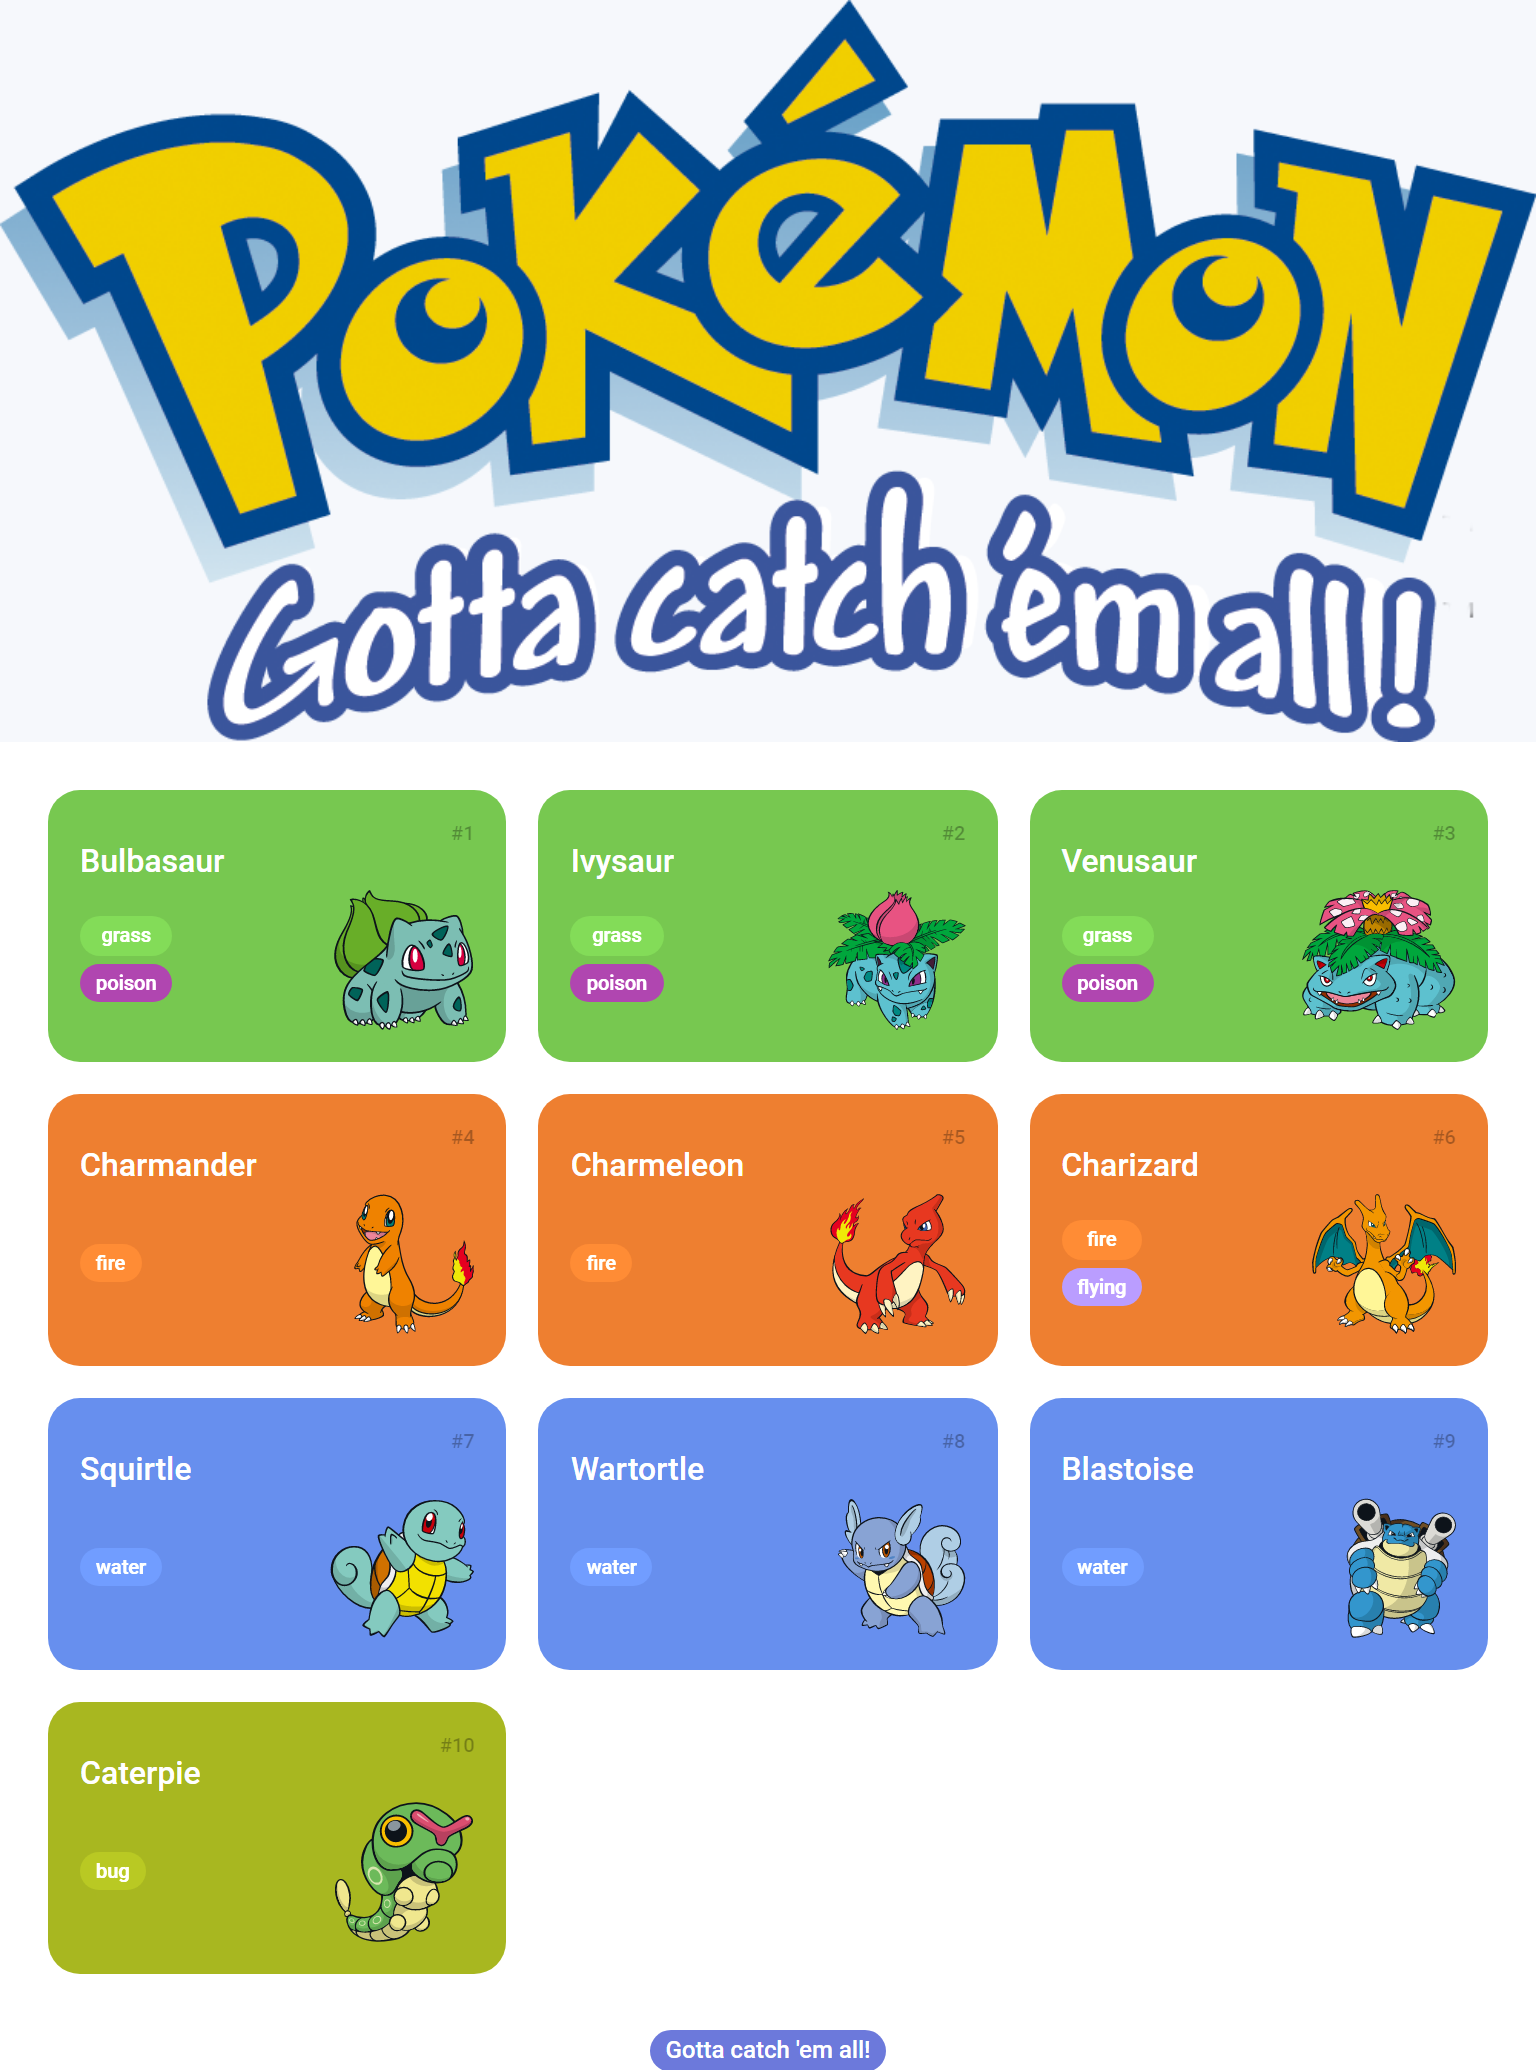 Pokémon
Gotta catch 'em all!
#1
Bulbasaur
grass
poison
#2
Ivysaur
grass
poison
#3
Venusaur
grass
poison
#4
Charmander
fire
#5
Charmeleon
fire
#6
Charizard
fire
flying
#7
Squirtle
water
#8
Wartortle
water
#9
Blastoise
water
#10
Caterpie
bug
Gotta catch 'em all!